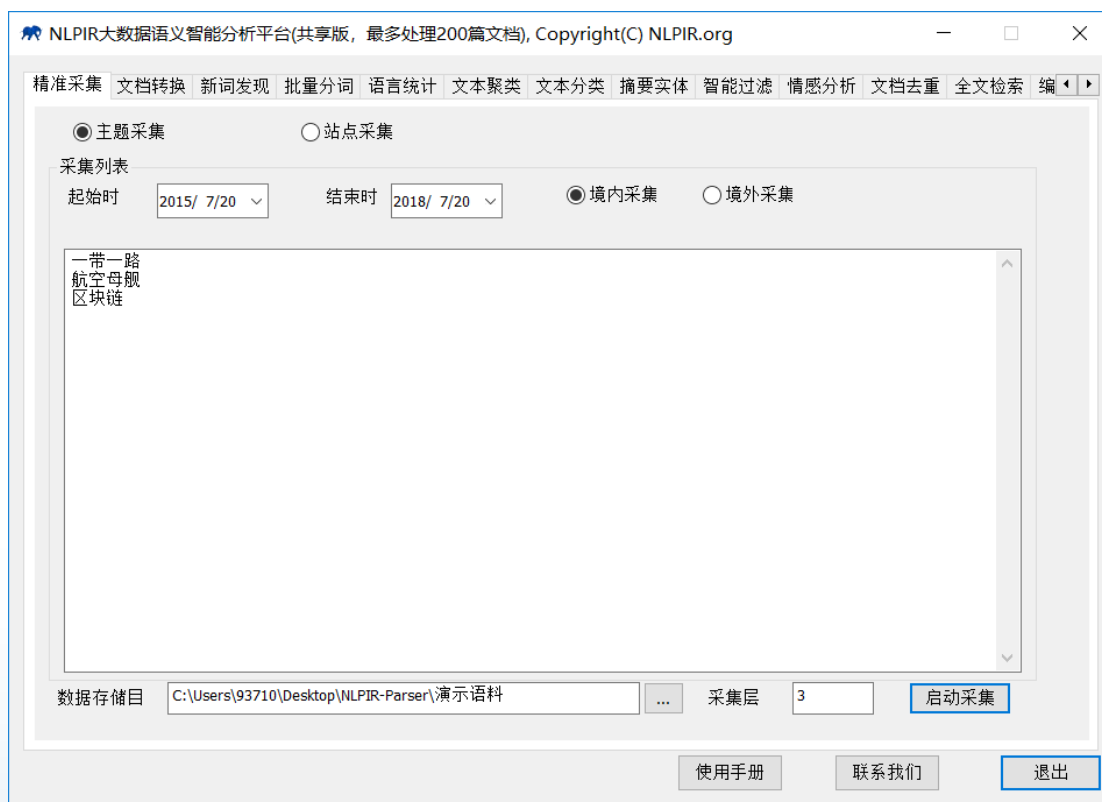 NLPIR大数据语义智能分析平台(共享版，最多处理200篇文档), Copyright(C) NLPIR.org
精准采集 文档转换 新词发现 批量分词 语言统计 文本聚类 文本分类 摘要实体 智能过滤 情感分析 文档去重 全文检索 编
主题采集 站点采集
采集列表
起始时 2015/ 7/20 结束时 2018/ 7/20 境内采集 境外采集
一带一路
航空母舰
区块链
数据存储目 C:\Users\93710\Desktop\NLPIR-Parser\演示语料 ... 采集层 3 启动采集
使用手册 联系我们 退出